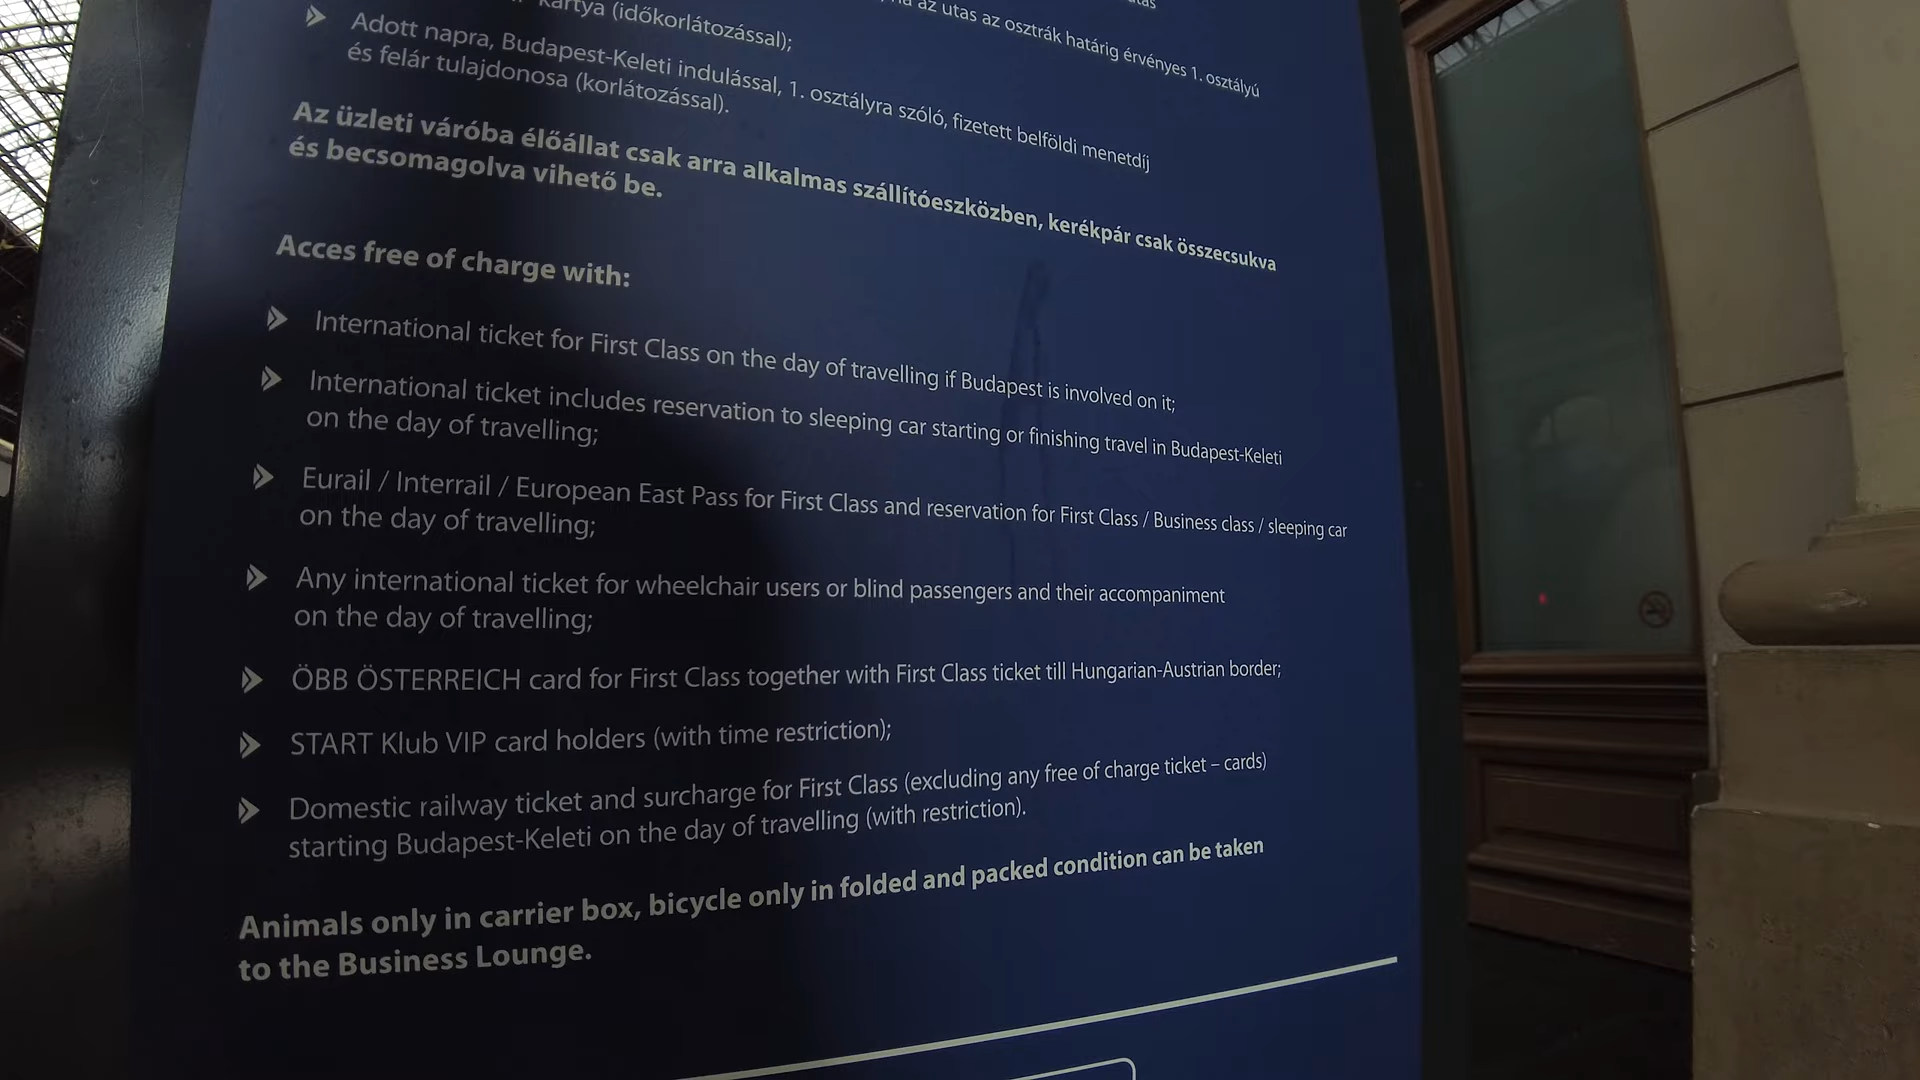 kártya (időkorlátozással);
az utas az osztrák határig érvényes 1. osztályú
Adott napra, Budapest-Keleti indulással, 1. osztályra szóló, fizetett belföldi menetdíj
és felár tulajdonosa (korlátozással).
Az üzleti váróba élőállat csak arra alkalmas szállítóeszközben, kerékpár csak összecsukva
és becsomagolva vihető be.
Acces free of charge with:
International ticket for First Class on the day of travelling if Budapest is involved on it;
International ticket includes reservation to sleeping car starting or finishing travel in Budapest-Keleti
on the day of travelling;
Eurail / Interrail / European East Pass for First Class and reservation for First Class / Business class / sleeping car
on the day of travelling;
Any international ticket for wheelchair users or blind passengers and their accompaniment
on the day of travelling;
ÖBB ÖSTERREICH card for First Class together with First Class ticket till Hungarian-Austrian border;
START Klub VIP card holders (with time restriction);
Domestic railway ticket and surcharge for First Class (excluding any free of charge ticket – cards)
starting Budapest-Keleti on the day of travelling (with restriction).
Animals only in carrier box, bicycle only in folded and packed condition can be taken
to the Business Lounge.